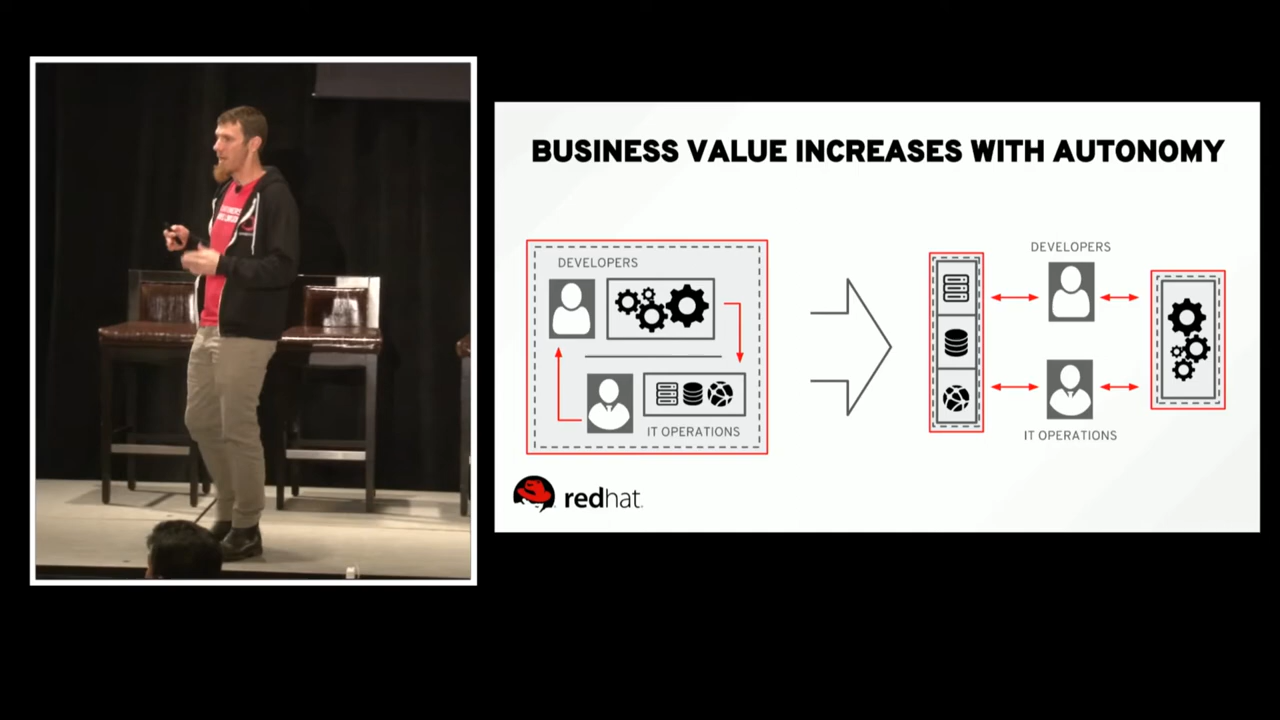 BUSINESS VALUE INCREASES WITH AUTONOMY
DEVELOPERS
IT OPERATIONS
DEVELOPERS
IT OPERATIONS
redhat.